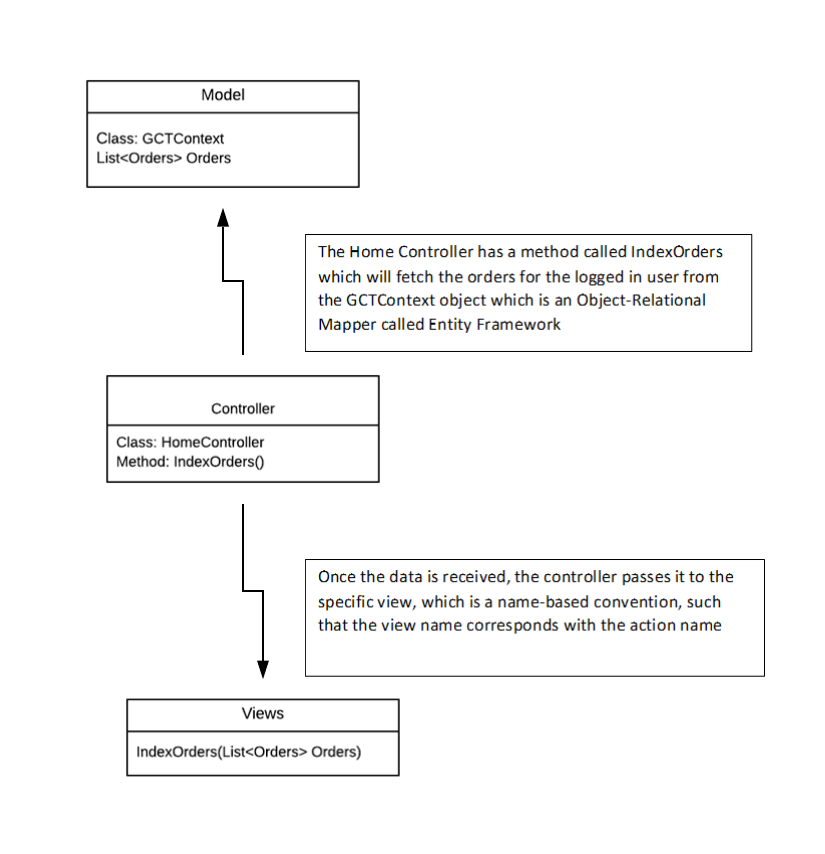 Model
Class: GCTContext
List<Orders> Orders
The Home Controller has a method called IndexOrders
which will fetch the orders for the logged in user from
the GCTContext object which is an Object-Relational
Mapper called Entity Framework
Controller
Class: HomeController
Method: IndexOrders()
Once the data is received, the controller passes it to the
specific view, which is a name-based convention, such
that the view name corresponds with the action name
Views
IndexOrders(List<Orders> Orders)